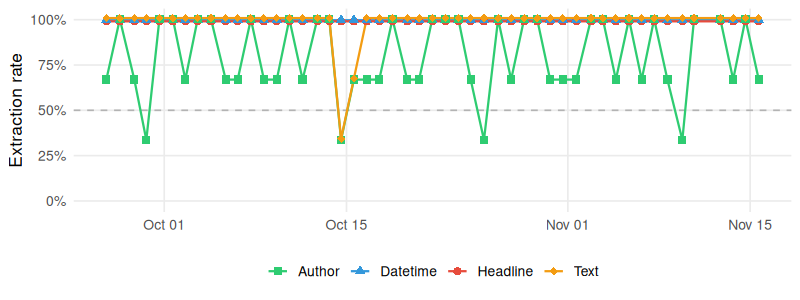 Extraction rate
100%
75%
50%
25%
0%
Oct 01 Oct 15 Nov 01 Nov 15
Author Datetime Headline Text